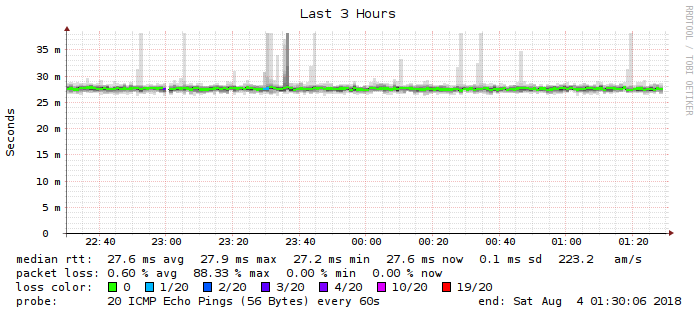 Last 3 Hours
RRDTOOL / TOBI OETIKER
Seconds
35 m
30 m
25 m
20 m
15 m
10 m
5 m
0
22:40 23:00 23:20 23:40 00:00 00:20 00:40 01:00 01:20
median rtt: 27.6 ms avg 27.9 ms max 27.2 ms min 27.6 ms now 0.1 ms sd 223.2 am/s
packet loss: 0.60 % avg 88.33 % max 0.00 % min 0.00 % now
loss color: 0 1/20 2/20 3/20 4/20 10/20 19/20
probe: 20 ICMP Echo Pings (56 Bytes) every 60s end: Sat Aug 4 01:30:06 2018